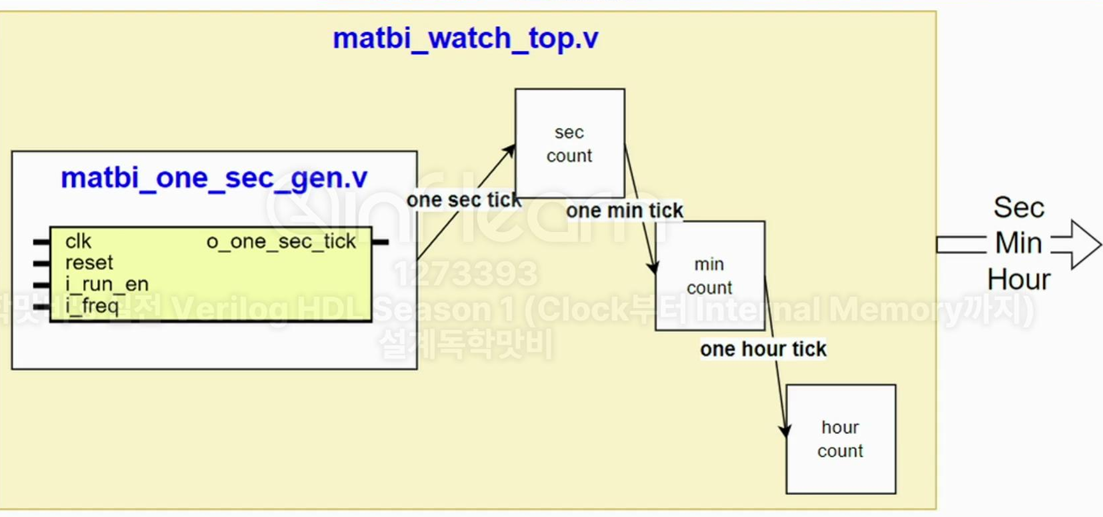 matbi_watch_top.v
matbi_one_sec_gen.v
clk
o_one_sec_tick
reset
i_run_en
i_freq
one sec tick
sec
count
one min tick
min
count
one hour tick
hour
count
Sec
Min
Hour
inflearn
1273393
Verilog HDL Season 1 (Clock부터 Internal Memory까지)
설계독학맛비